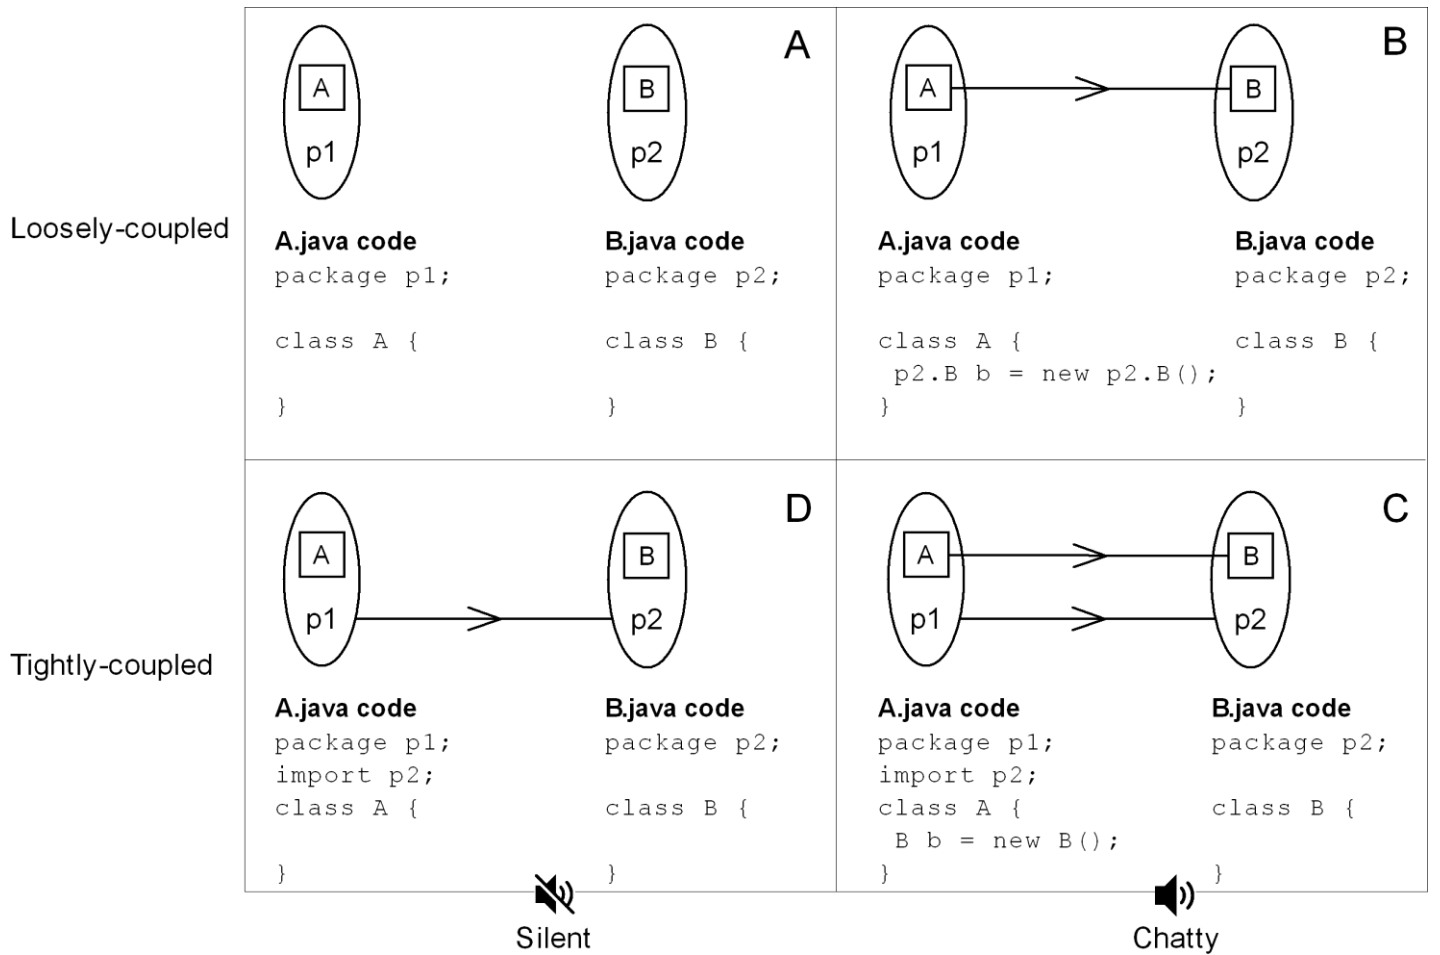 A
A
p1
B
p2
A.java code
package p1;
class A {
}
B.java code
package p2;
class B {
}
B
A
p1
B
p2
A.java code
package p1;
class A {
p2.B b = new p2.B();
}
B.java code
package p2;
class B {
}
Loosely-coupled
D
A
p1
B
p2
A.java code
package p1;
import p2;
class A {
}
B.java code
package p2;
class B {
}
C
A
p1
B
p2
A.java code
package p1;
import p2;
class A {
B b = new B();
}
B.java code
package p2;
class B {
}
Tightly-coupled
Silent
Chatty